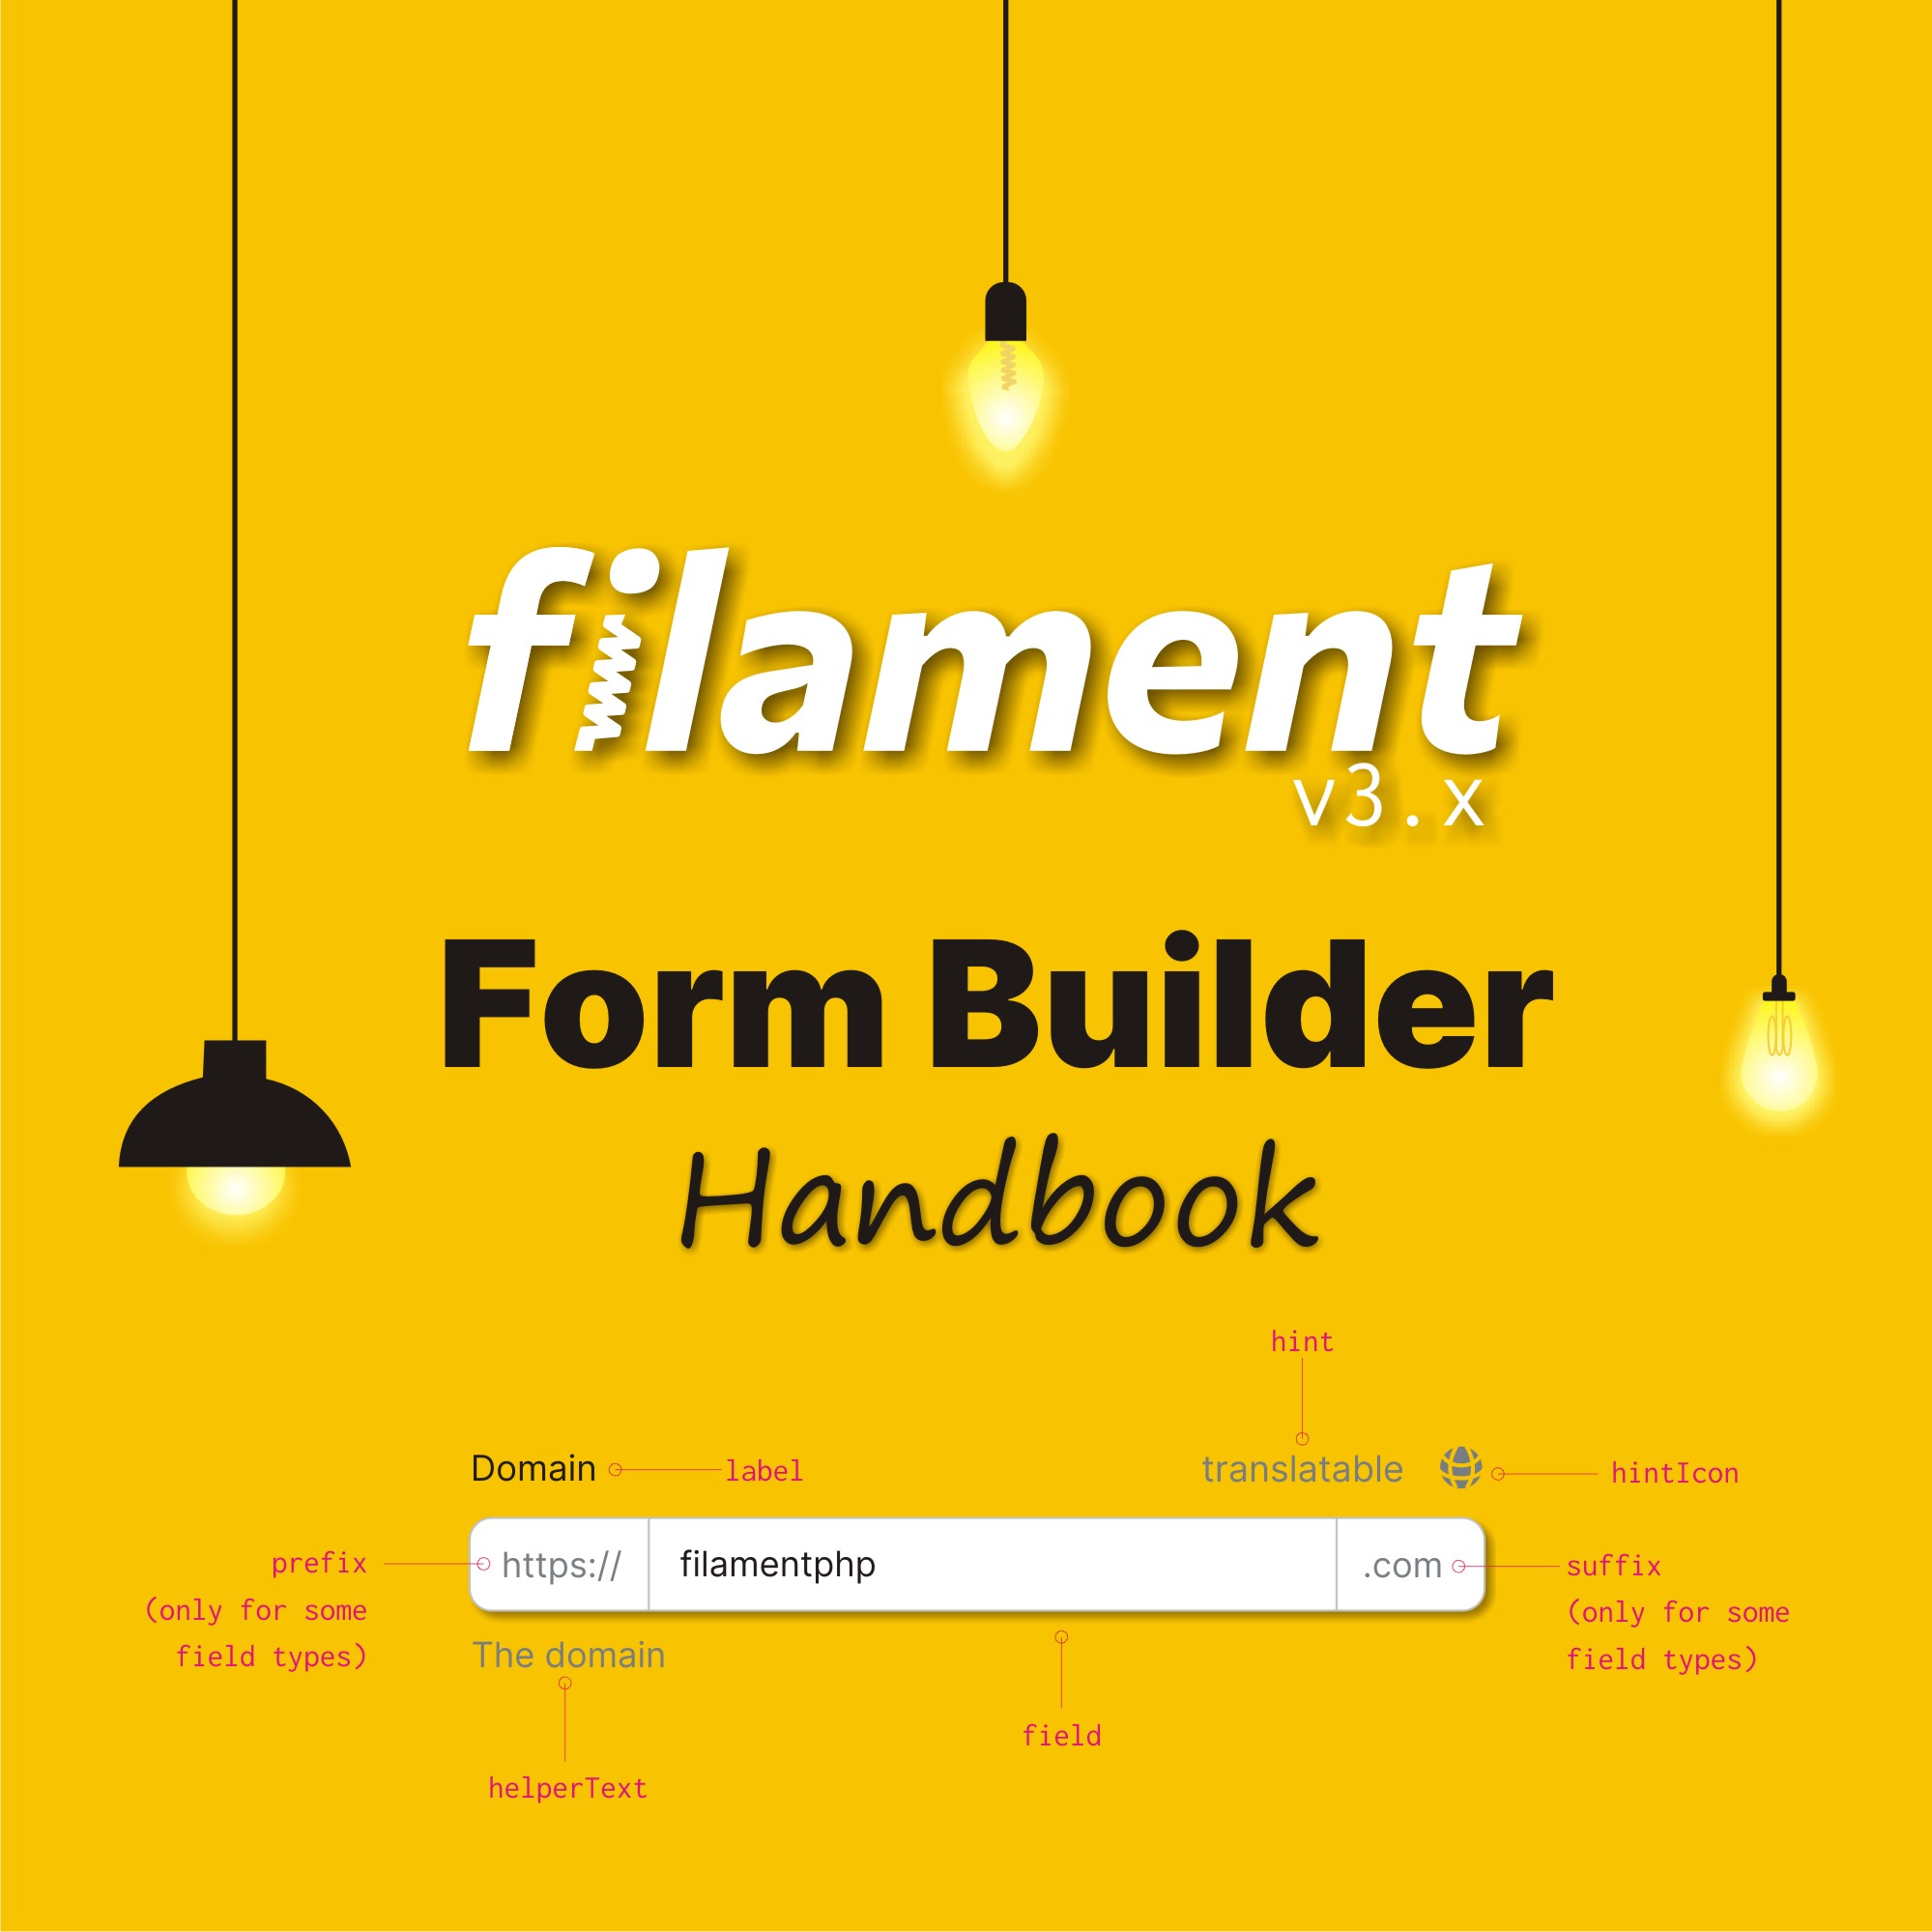 filament
v3.x
Form Builder
Handbook
hint
Domain label translatable hintIcon
prefix https:// filamentphp .com suffix
(only for some (only for some
field types) The domain field types)
field
helperText